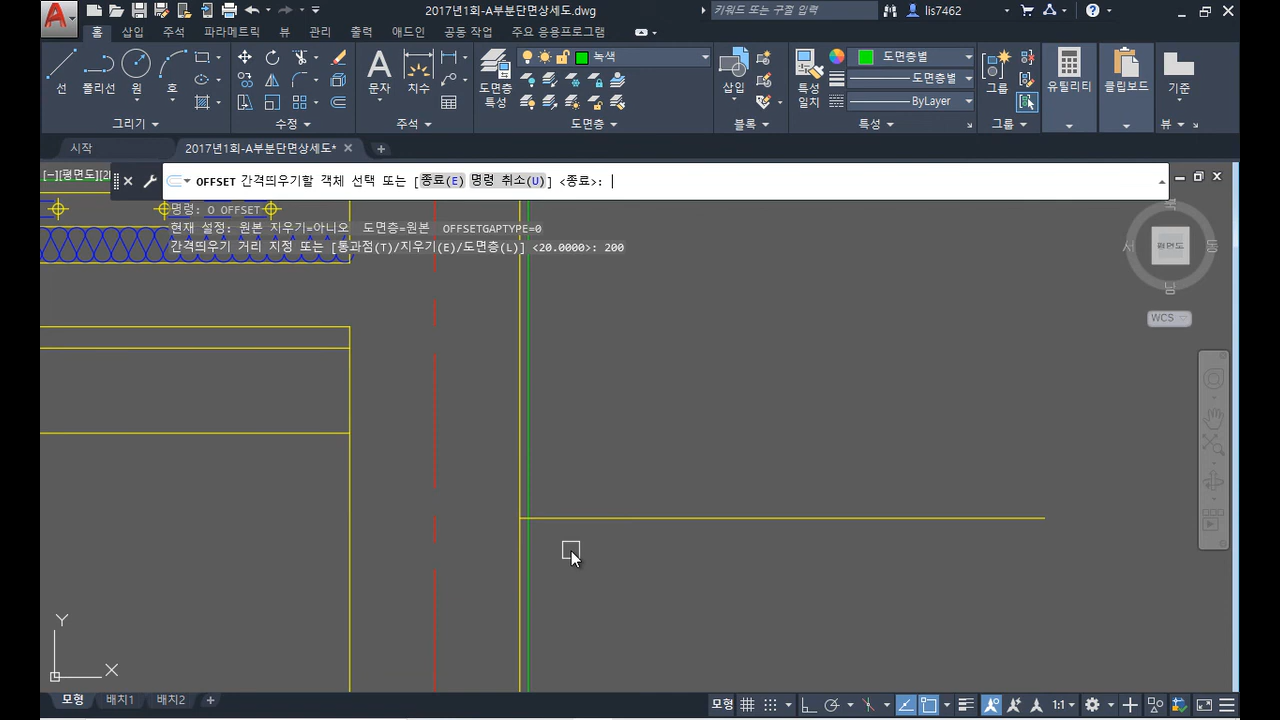 2017년1회-A부분단면상세도.dwg
키워드 또는 구절 입력
lis7462
홈 삽입 주석 파라메트릭 뷰 관리 출력 애드인 공동 작업 주요 응용프로그램
녹색
도면층별
도면층별
ByLayer
선 폴리선 원 호 문자 치수 도면층 특성 삽입 특성 일치 그룹 유틸리티 클립보드 기준
그리기 수정 주석 도면층 블록 특성 그룹 뷰
시작 2017년1회-A부분단면상세도*
[−][평면도][2
OFFSET 간격띄우기할 객체 선택 또는 [종료(E) 명령 취소(U)] <종료>:
명령: O OFFSET
현재 설정: 원본 지우기=아니오 도면층=원본 OFFSETGAPTYPE=0
간격띄우기 거리 지정 또는 [통과점(T)/지우기(E)/도면층(L)] <20.0000>: 200
북
서 평면도 동
남
WCS
Y
X
모형 배치1 배치2
모형 1:1